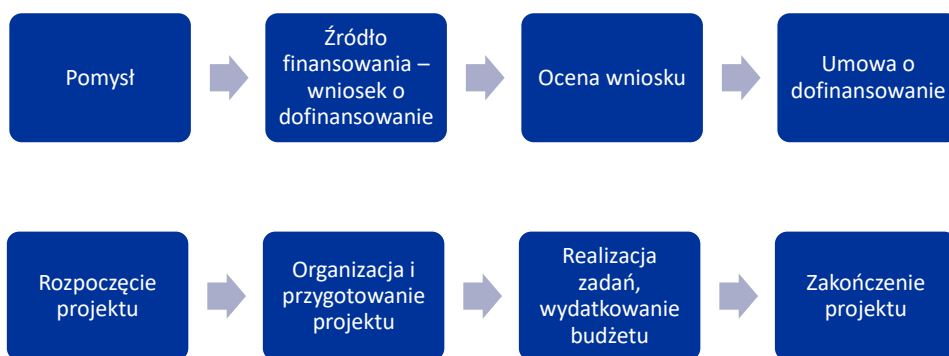 Pomysł
Źródło
finansowania –
wniosek o
dofinansowanie
Ocena wniosku
Umowa o
dofinansowanie
Rozpoczęcie
projektu
Organizacja i
przygotowanie
projektu
Realizacja
zadań,
wydatkowanie
budżetu
Zakończenie
projektu